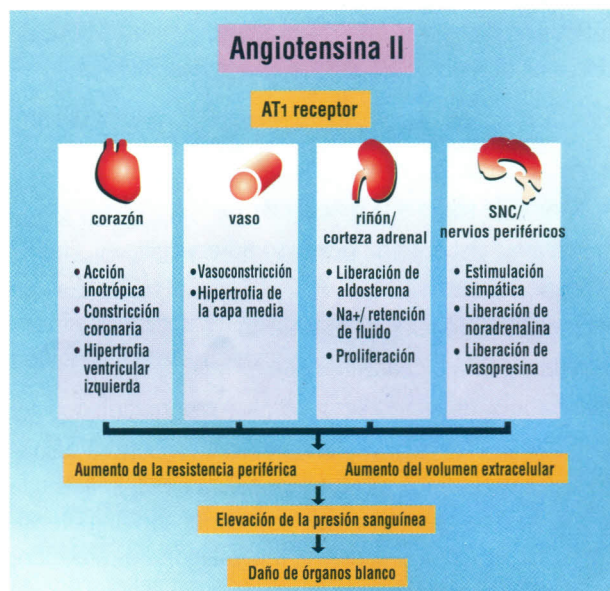 Angiotensina II
AT1 receptor
corazón
• Acción
inotrópica
• Constricción
coronaria
• Hipertrofia
ventricular
izquierda
vaso
• Vasoconstricción
• Hipertrofia de
la capa media
riñón/
corteza adrenal
• Liberación de
aldosterona
• Na+/ retención
de fluido
• Proliferación
SNC/
nervios periféricos
• Estimulación
simpática
• Liberación de
noradrenalina
• Liberación de
vasopresina
Aumento de la resistencia periférica
Aumento del volumen extracelular
Elevación de la presión sanguínea
Daño de órganos blanco